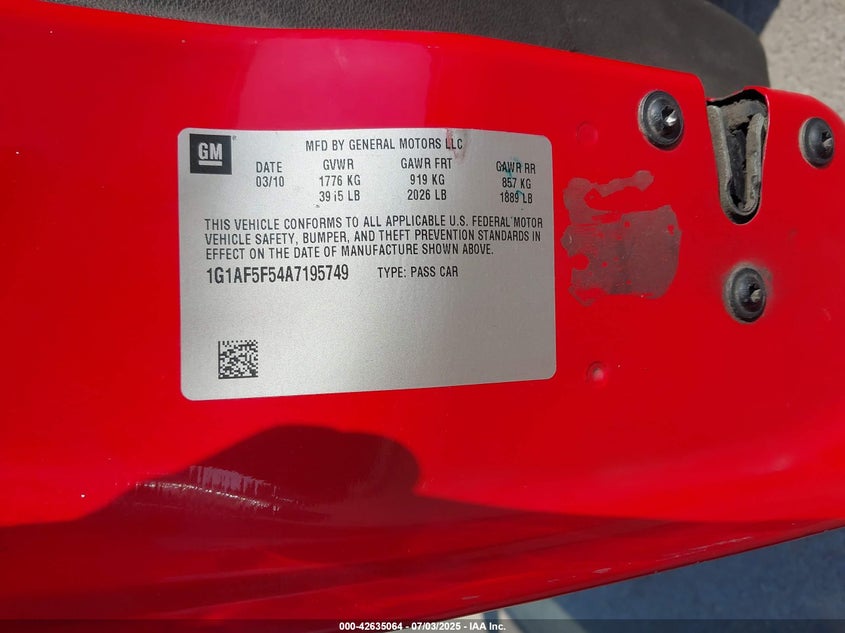 GM
MFD BY GENERAL MOTORS LLC
DATE GVWR GAWR FRT GAWR RR
03/10 1776 KG 919 KG 857 KG
3915 LB 2026 LB 1889 LB
THIS VEHICLE CONFORMS TO ALL APPLICABLE U.S. FEDERAL MOTOR
VEHICLE SAFETY, BUMPER, AND THEFT PREVENTION STANDARDS IN
EFFECT ON THE DATE OF MANUFACTURE SHOWN ABOVE.
1G1AF5F54A7195749 TYPE: PASS CAR
000-42635064 / 07/03/2025 - © IAA Inc.